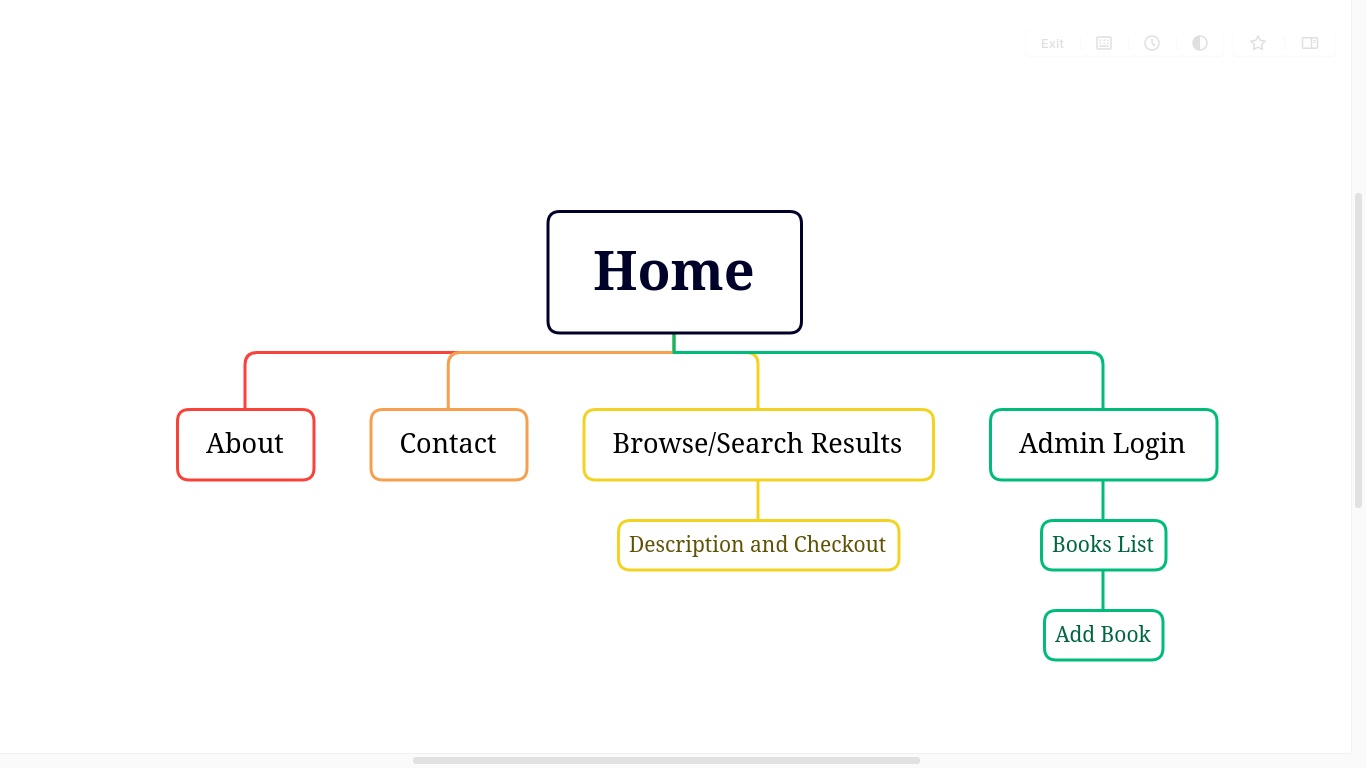 Exit
Home
About
Contact
Browse/Search Results
Admin Login
Description and Checkout
Books List
Add Book